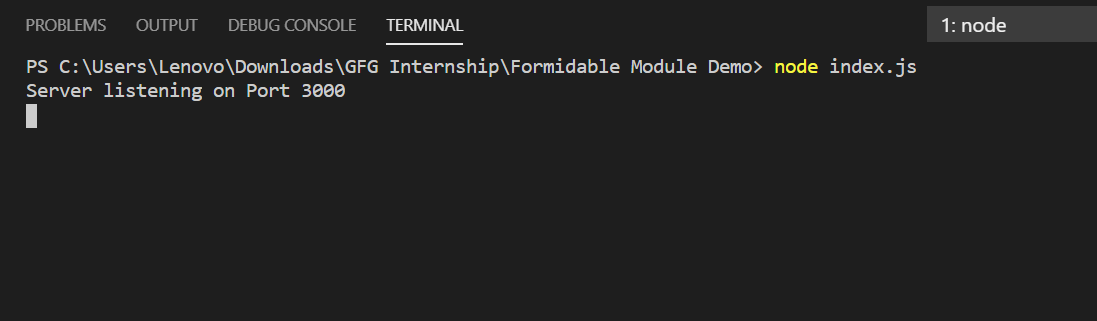 PROBLEMS OUTPUT DEBUG CONSOLE TERMINAL 1: node
PS C:\Users\Lenovo\Downloads\GFG Internship\Formidable Module Demo> node index.js
Server listening on Port 3000